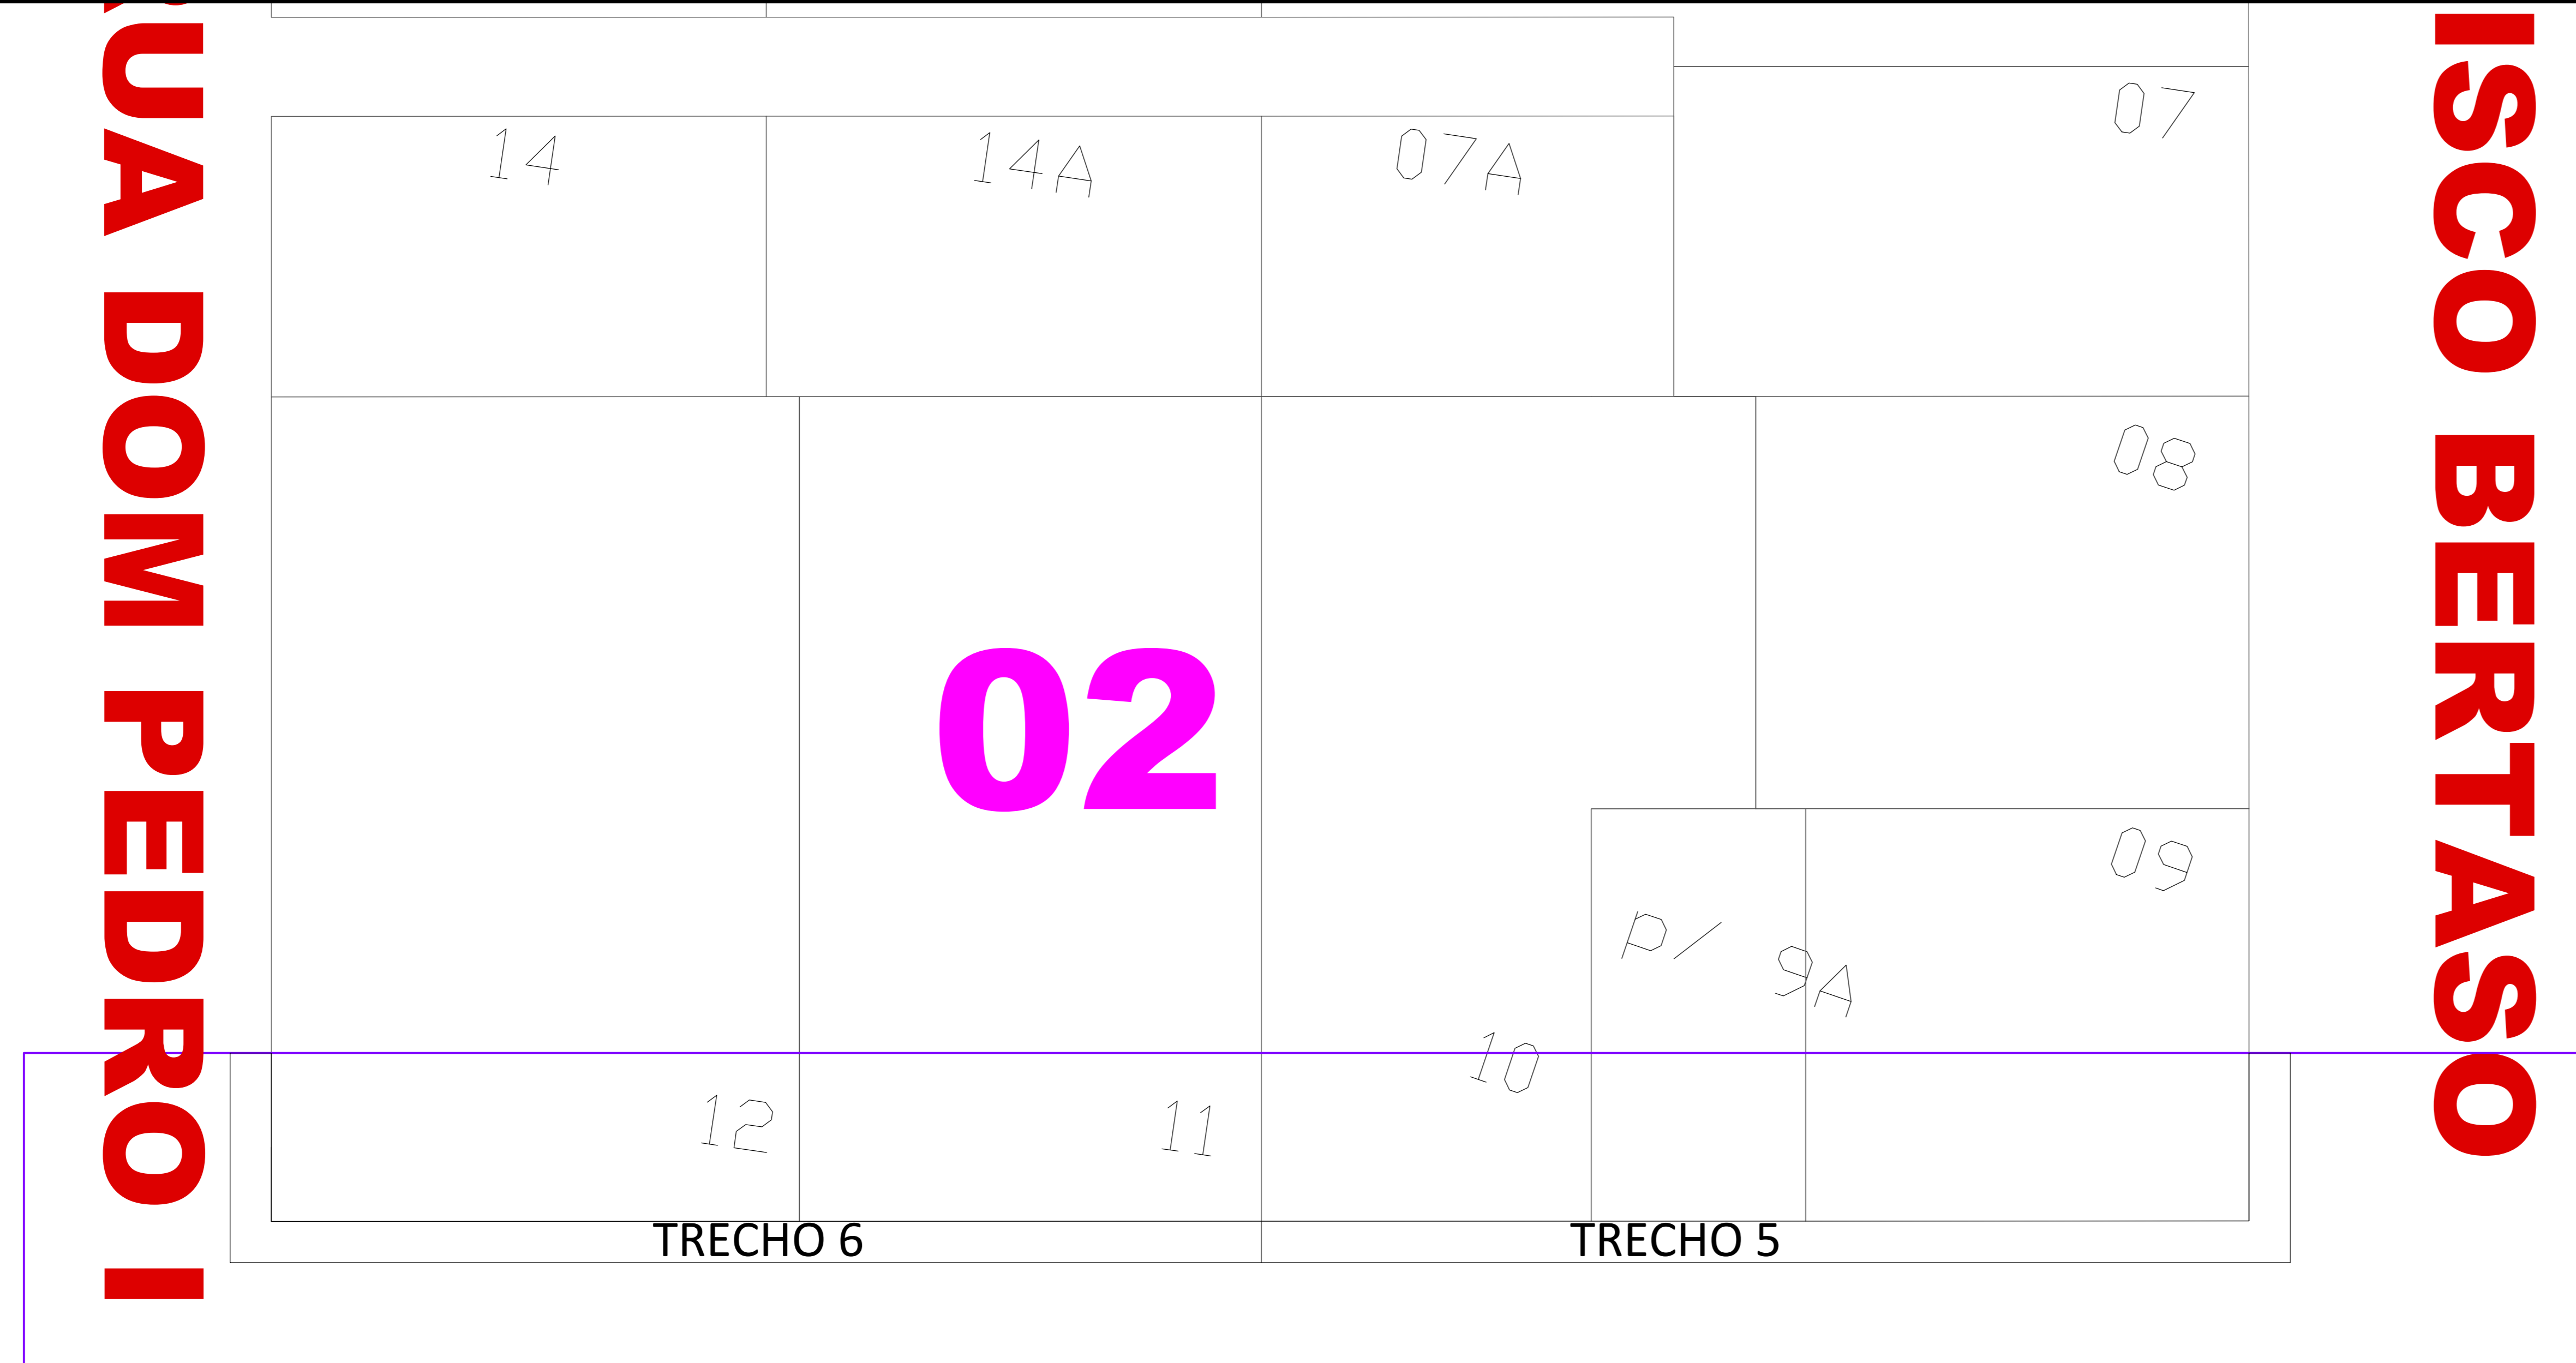 UA DOM PEDRO I
14
14A
07A
07
08
02
09
P/ 9A
10
12
11
TRECHO 6
TRECHO 5
ISCO BERTASO